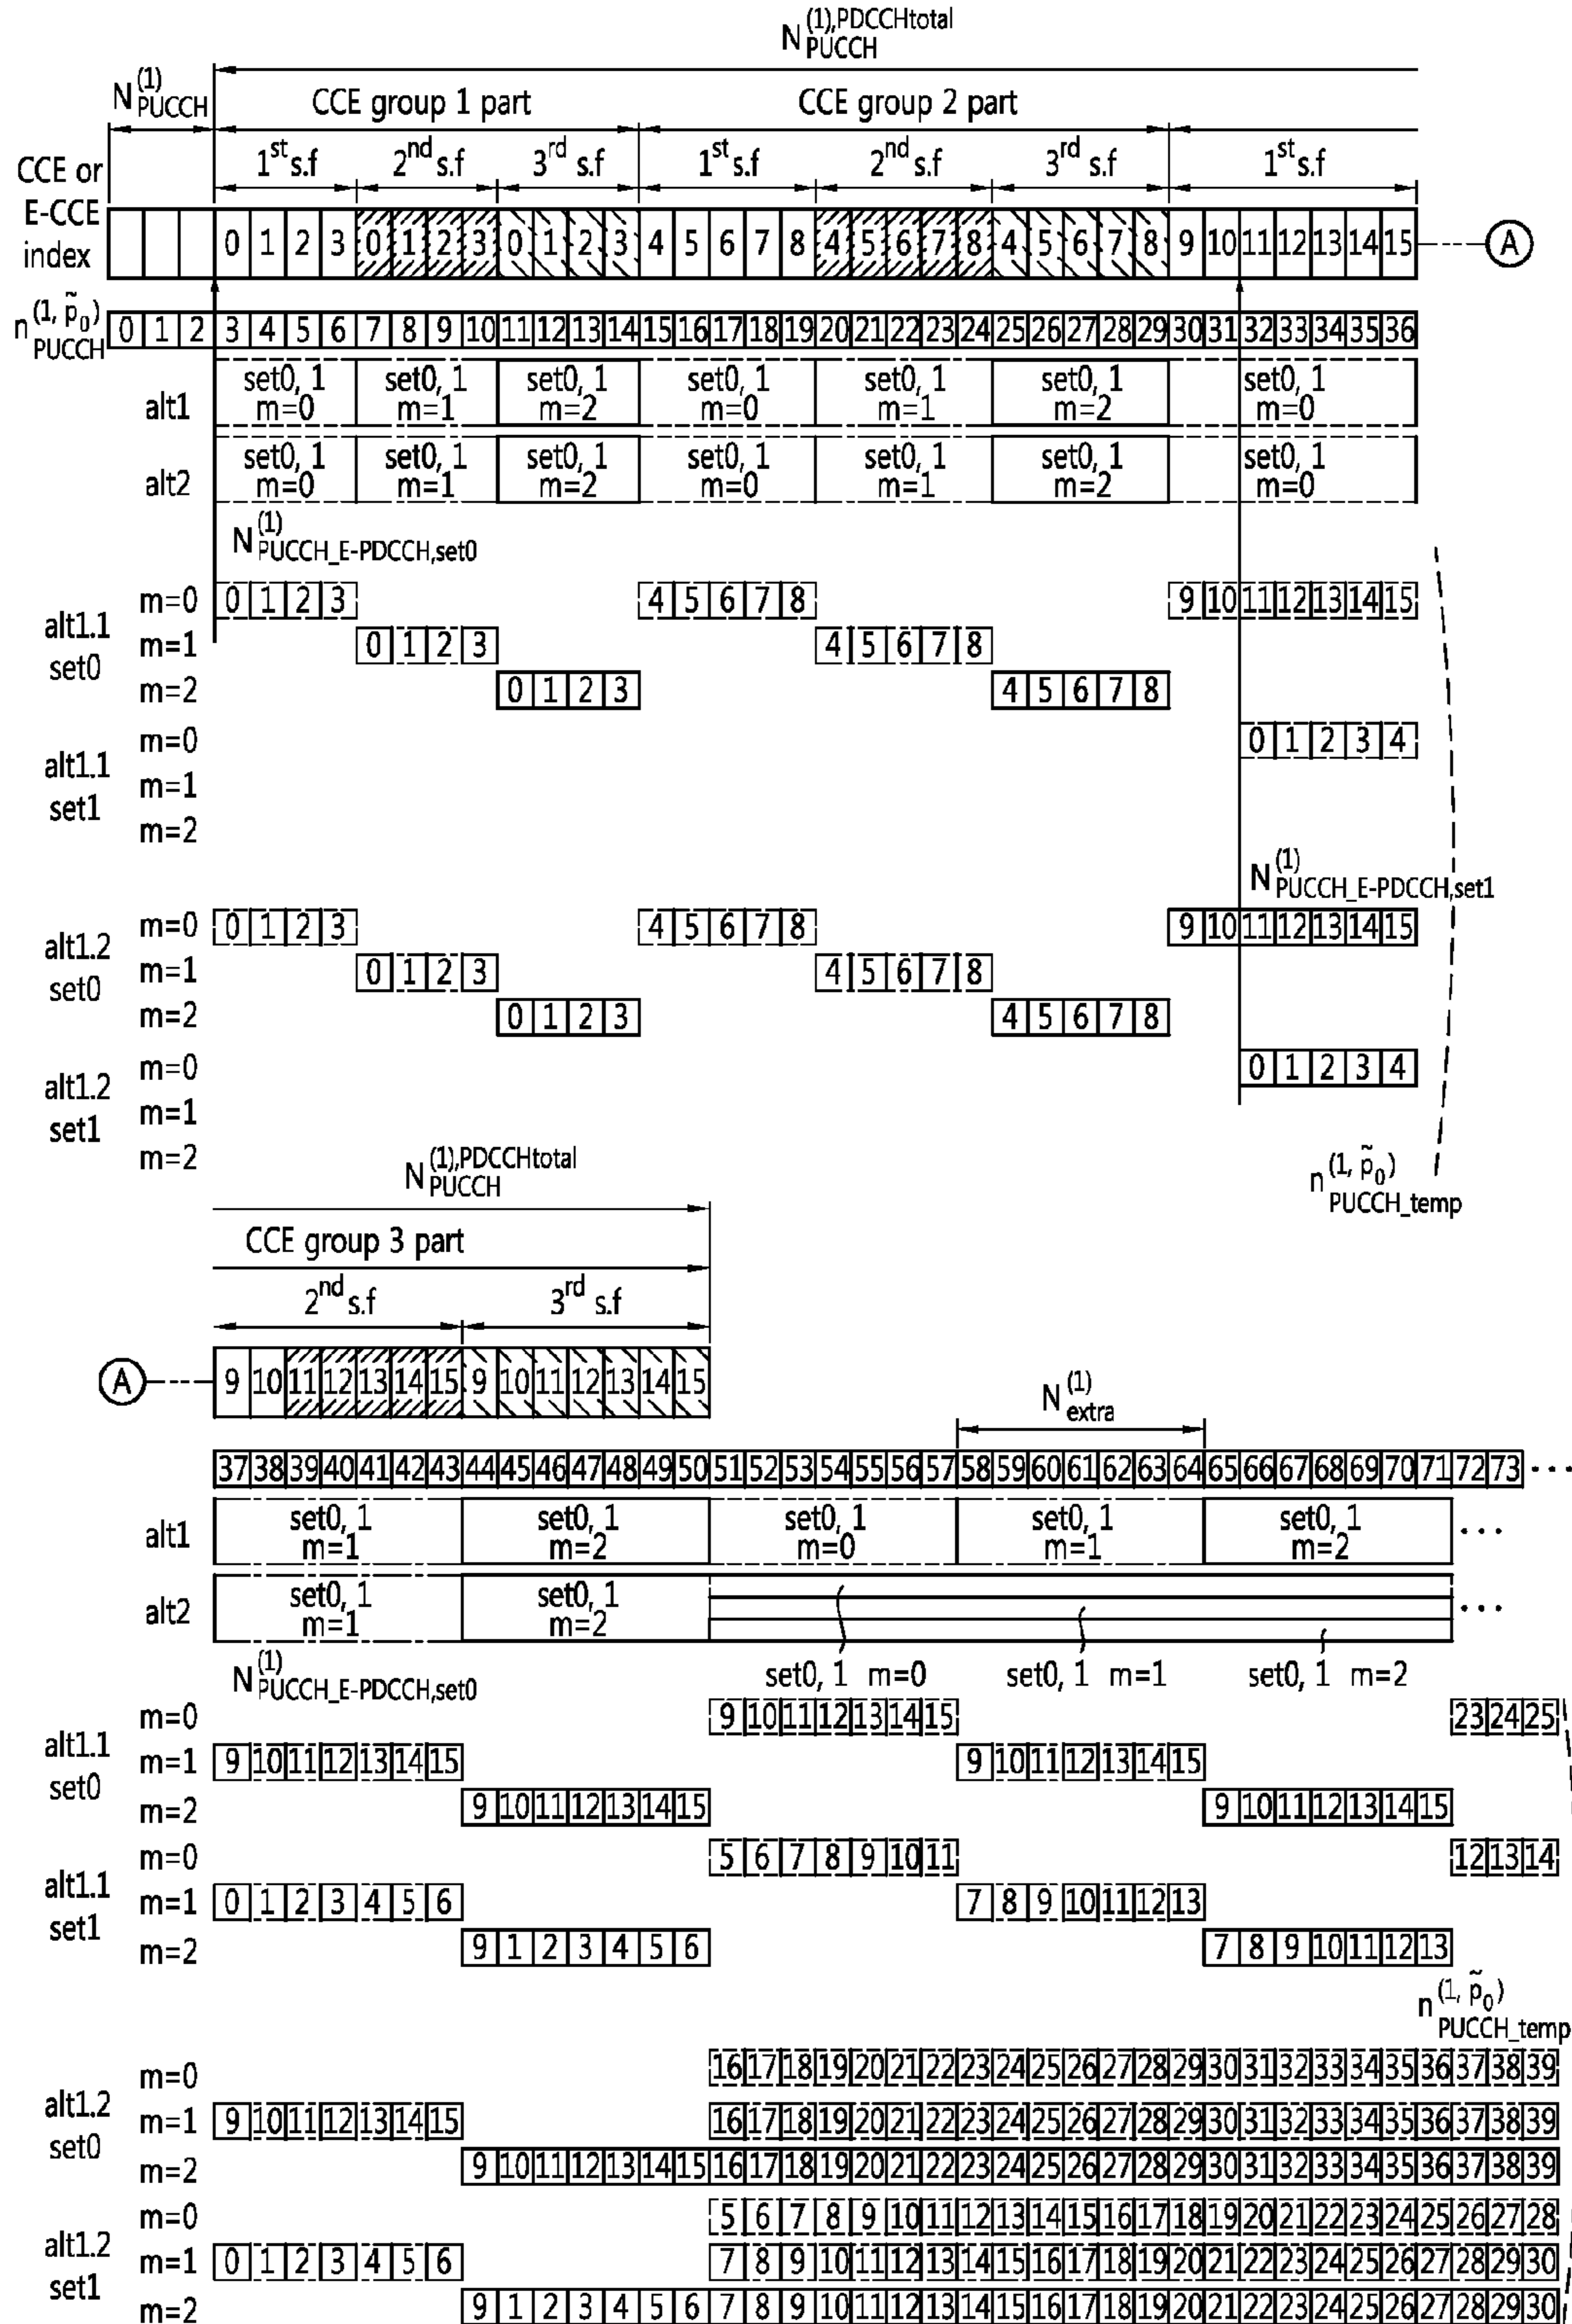 N(1),PDCCHtotal PUCCH
N(1) PUCCH CCE group 1 part CCE group 2 part
1st s.f 2nd s.f 3rd s.f 1st s.f 2nd s.f 3rd s.f 1st s.f
CCE or E-CCE index 0 1 2 3 0 1 2 3 0 1 2 3 4 5 6 7 8 4 5 6 7 8 4 5 6 7 8 9 10 11 12 13 14 15 A
n(1, p̃0) PUCCH 0 1 2 3 4 5 6 7 8 9 10 11 12 13 14 15 16 17 18 19 20 21 22 23 24 25 26 27 28 29 30 31 32 33 34 35 36
set0, 1 set0, 1 set0, 1 set0, 1 set0, 1 set0, 1 set0, 1
alt1 m=0 m=1 m=2 m=0 m=1 m=2 m=0
set0, 1 set0, 1 set0, 1 set0, 1 set0, 1 set0, 1 set0, 1
alt2 m=0 m=1 m=2 m=0 m=1 m=2 m=0
N(1) PUCCH_E-PDCCH,set0
m=0 0 1 2 3 4 5 6 7 8 9 10 11 12 13 14 15
alt1.1 set0 m=1 0 1 2 3 4 5 6 7 8
m=2 0 1 2 3 4 5 6 7 8
m=0 0 1 2 3 4
alt1.1 set1 m=1
m=2
N(1) PUCCH_E-PDCCH,set1
m=0 0 1 2 3 4 5 6 7 8 9 10 11 12 13 14 15
alt1.2 set0 m=1 0 1 2 3 4 5 6 7 8
m=2 0 1 2 3 4 5 6 7 8
m=0 0 1 2 3 4
alt1.2 set1 m=1
m=2
n(1, p̃0) PUCCH_temp
N(1),PDCCHtotal PUCCH
CCE group 3 part
2nd s.f 3rd s.f
A 9 10 11 12 13 14 15 9 10 11 12 13 14 15
N(1) extra
37 38 39 40 41 42 43 44 45 46 47 48 49 50 51 52 53 54 55 56 57 58 59 60 61 62 63 64 65 66 67 68 69 70 71 72 73 ...
set0, 1 set0, 1 set0, 1 set0, 1 set0, 1
alt1 m=1 m=2 m=0 m=1 m=2 ...
set0, 1 set0, 1
alt2 m=1 m=2 ...
N(1) PUCCH_E-PDCCH,set0 set0, 1 m=0 set0, 1 m=1 set0, 1 m=2
m=0 9 10 11 12 13 14 15 23 24 25
alt1.1 set0 m=1 9 10 11 12 13 14 15 9 10 11 12 13 14 15
m=2 9 10 11 12 13 14 15 9 10 11 12 13 14 15
m=0 5 6 7 8 9 10 11 12 13 14
alt1.1 set1 m=1 0 1 2 3 4 5 6 7 8 9 10 11 12 13
m=2 9 1 2 3 4 5 6 7 8 9 10 11 12 13
n(1, p̃0) PUCCH_temp
m=0 16 17 18 19 20 21 22 23 24 25 26 27 28 29 30 31 32 33 34 35 36 37 38 39
alt1.2 set0 m=1 9 10 11 12 13 14 15 16 17 18 19 20 21 22 23 24 25 26 27 28 29 30 31 32 33 34 35 36 37 38 39
m=2 9 10 11 12 13 14 15 16 17 18 19 20 21 22 23 24 25 26 27 28 29 30 31 32 33 34 35 36 37 38 39
m=0 5 6 7 8 9 10 11 12 13 14 15 16 17 18 19 20 21 22 23 24 25 26 27 28
alt1.2 set1 m=1 0 1 2 3 4 5 6 7 8 9 10 11 12 13 14 15 16 17 18 19 20 21 22 23 24 25 26 27 28 29 30
m=2 9 1 2 3 4 5 6 7 8 9 10 11 12 13 14 15 16 17 18 19 20 21 22 23 24 25 26 27 28 29 30